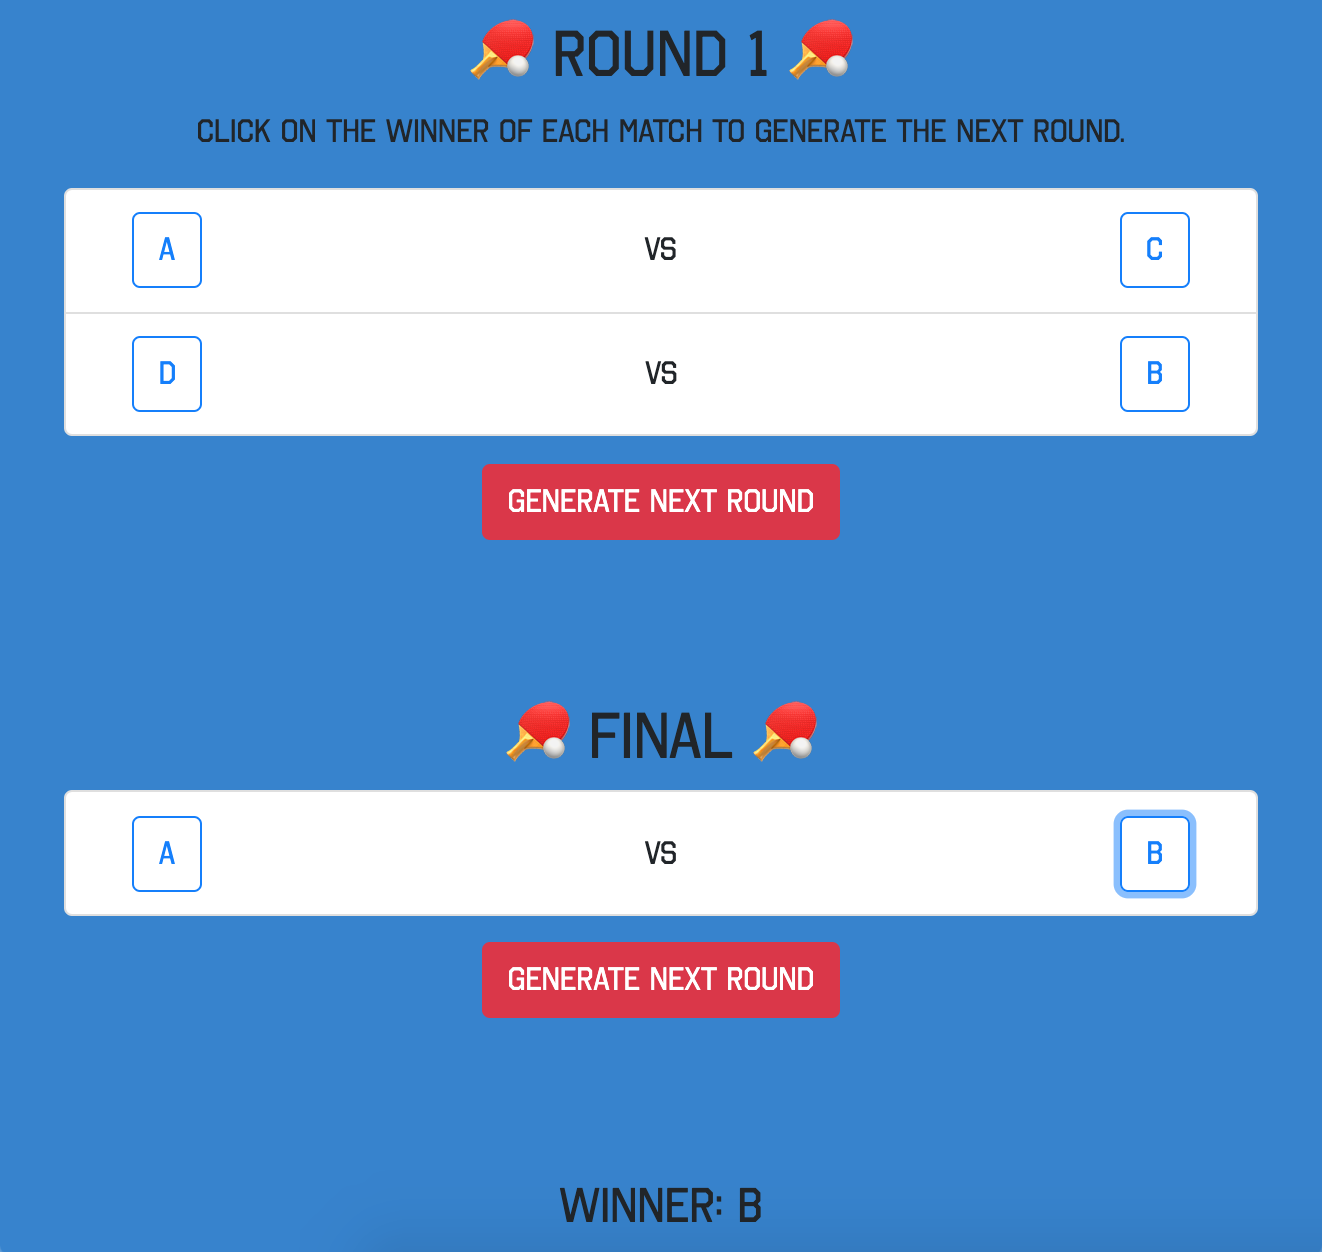 ROUND 1
CLICK ON THE WINNER OF EACH MATCH TO GENERATE THE NEXT ROUND.
A VS C
D VS B
GENERATE NEXT ROUND
FINAL
A VS B
GENERATE NEXT ROUND
WINNER: B